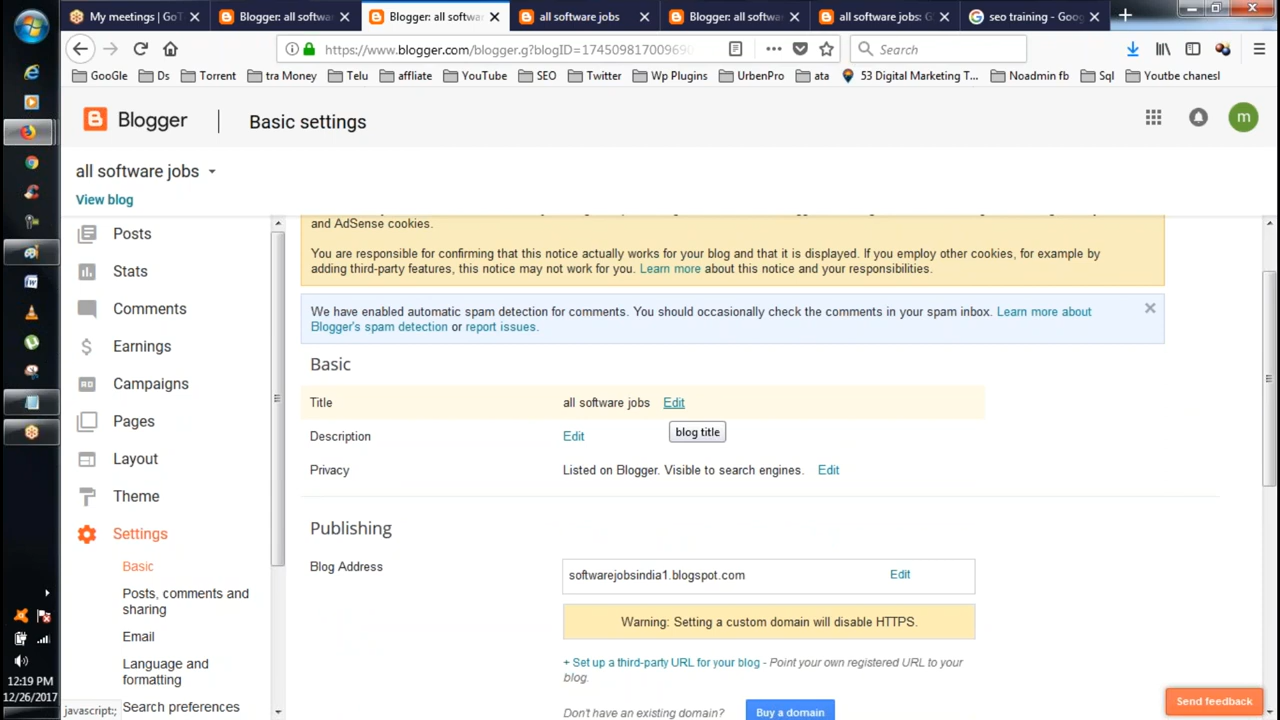 My meetings | GoT
Blogger: all softwa
Blogger: all softwa
all software jobs
Blogger: all softwa
all software jobs: G
seo training - Goog
https://www.blogger.com/blogger.g?blogID=174509817009690
Search
GooGle
Ds
Torrent
tra Money
Telu
affliate
YouTube
SEO
Twitter
Wp Plugins
UrbenPro
ata
53 Digital Marketing T...
Noadmin fb
Sql
Youtbe chanesl
Blogger
Basic settings
m
all software jobs
View blog
Posts
Stats
Comments
Earnings
Campaigns
Pages
Layout
Theme
Settings
Basic
Posts, comments and
sharing
Email
Language and
formatting
Search preferences
and AdSense cookies.
You are responsible for confirming that this notice actually works for your blog and that it is displayed. If you employ other cookies, for example by
adding third-party features, this notice may not work for you. Learn more about this notice and your responsibilities.
We have enabled automatic spam detection for comments. You should occasionally check the comments in your spam inbox. Learn more about
Blogger's spam detection or report issues.
Basic
Title all software jobs Edit
blog title
Description Edit
Privacy Listed on Blogger. Visible to search engines. Edit
Publishing
Blog Address softwarejobsindia1.blogspot.com Edit
Warning: Setting a custom domain will disable HTTPS.
+ Set up a third-party URL for your blog - Point your own registered URL to your
blog.
Don't have an existing domain? Buy a domain
Send feedback
javascript:;
12:19 PM
12/26/2017